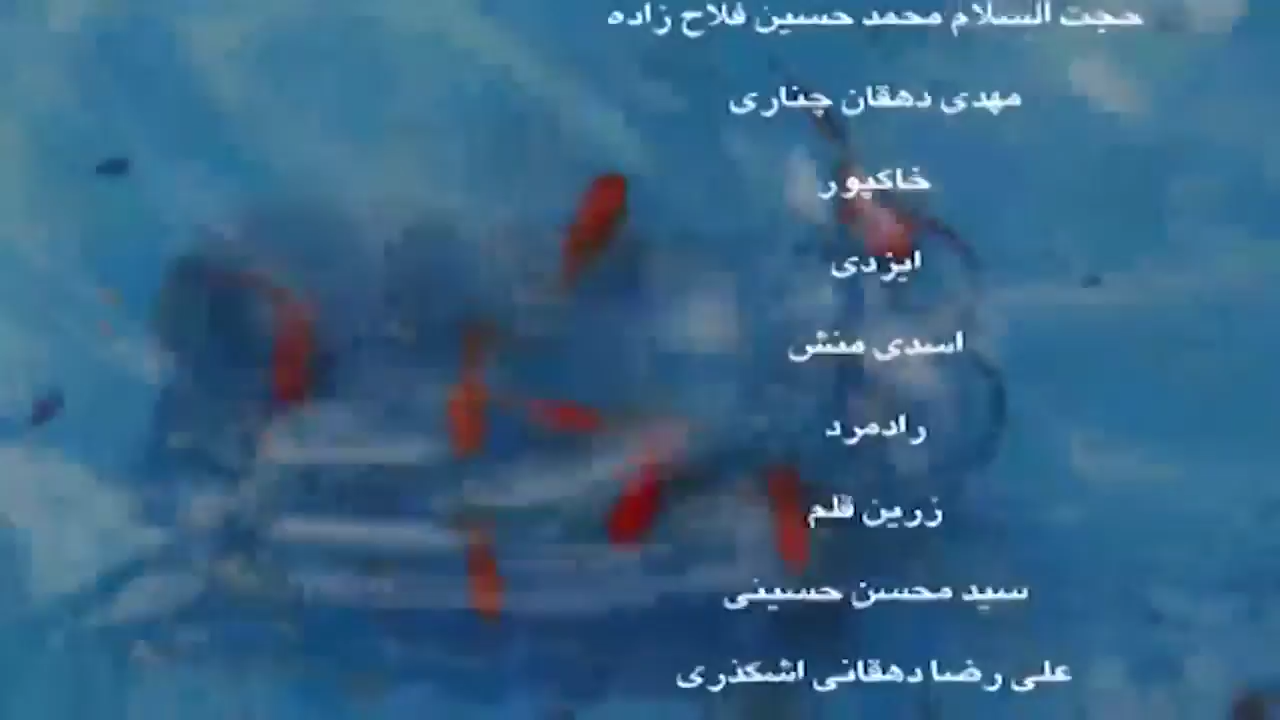 حجت السلام محمد حسین فلاح زاده
مهدی دهقان چناری
خاکپور
ایزدی
اسدی منش
رادمرد
زرین قلم
سید محسن حسینی
علی رضا دهقانی اشکذری